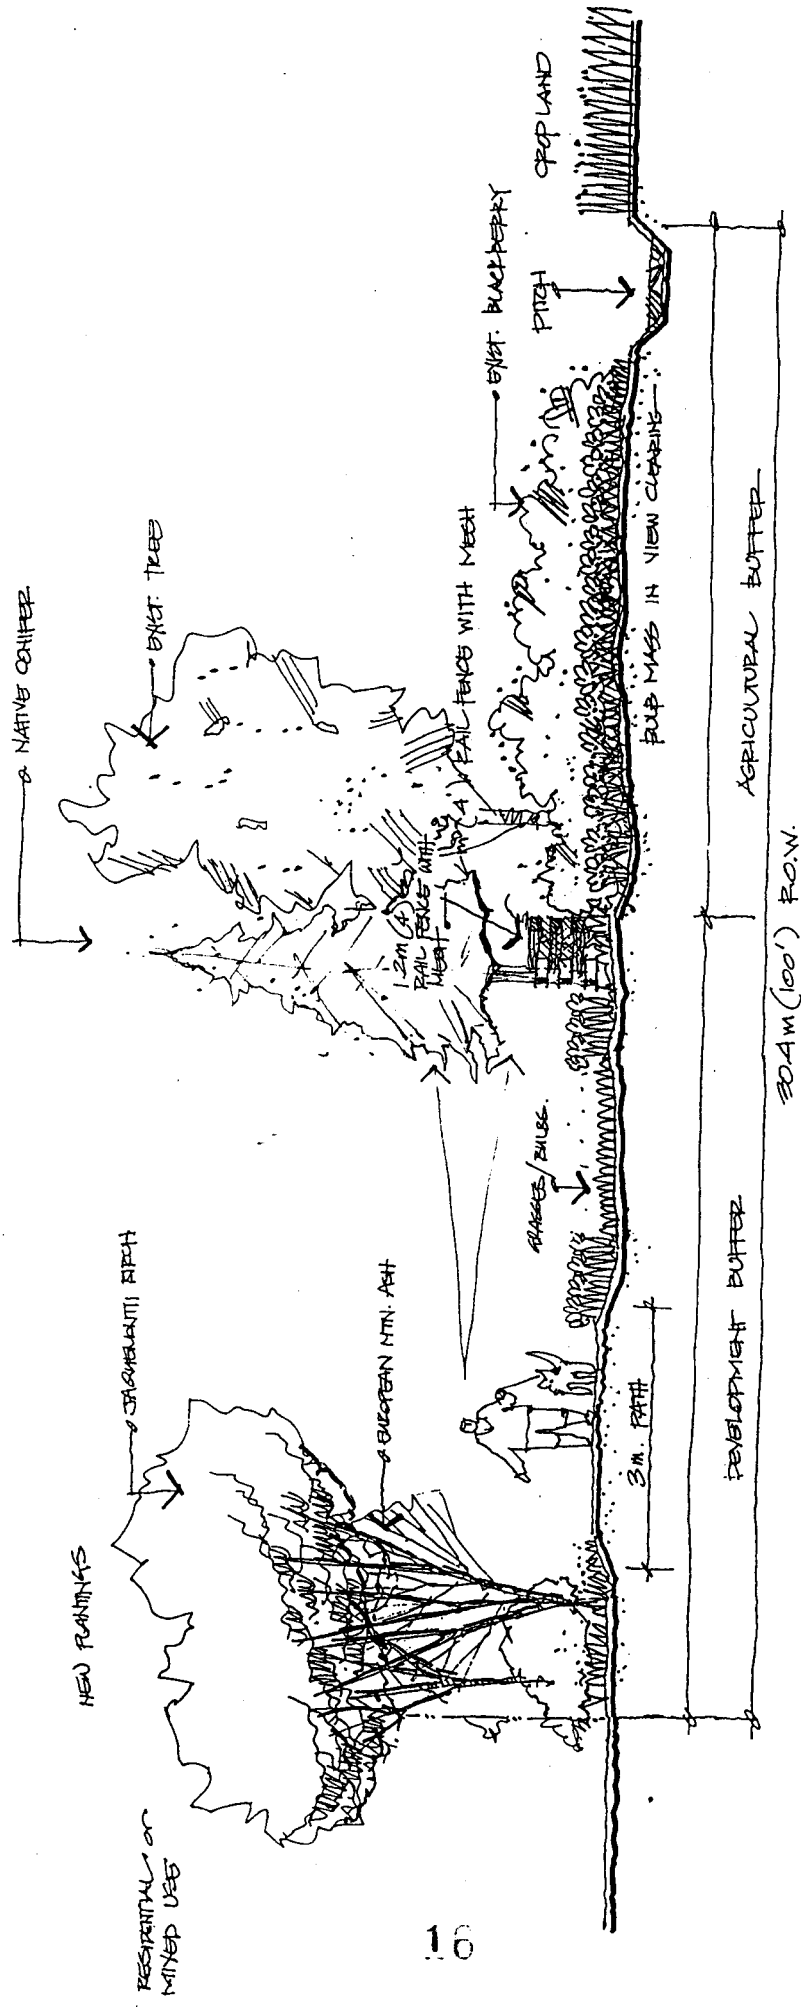 RESIDENTIAL or
MIXED USE
NEW PLANTINGS
JAQUEMONTII BIRCH
EUROPEAN MTN. ASH
NATIVE CONIFER
EXIST. TREE
1.2m (4')
RAIL FENCE WITH
MESH
RAIL FENCE WITH MESH
GRASSES/BULBS.
EXIST. BLACKBERRY
DITCH
CROP LAND
3m. PATH
BULB MASS IN VIEW CLEARING
DEVELOPMENT BUFFER
AGRICULTURAL BUFFER
30.4m (100') R.O.W.
16